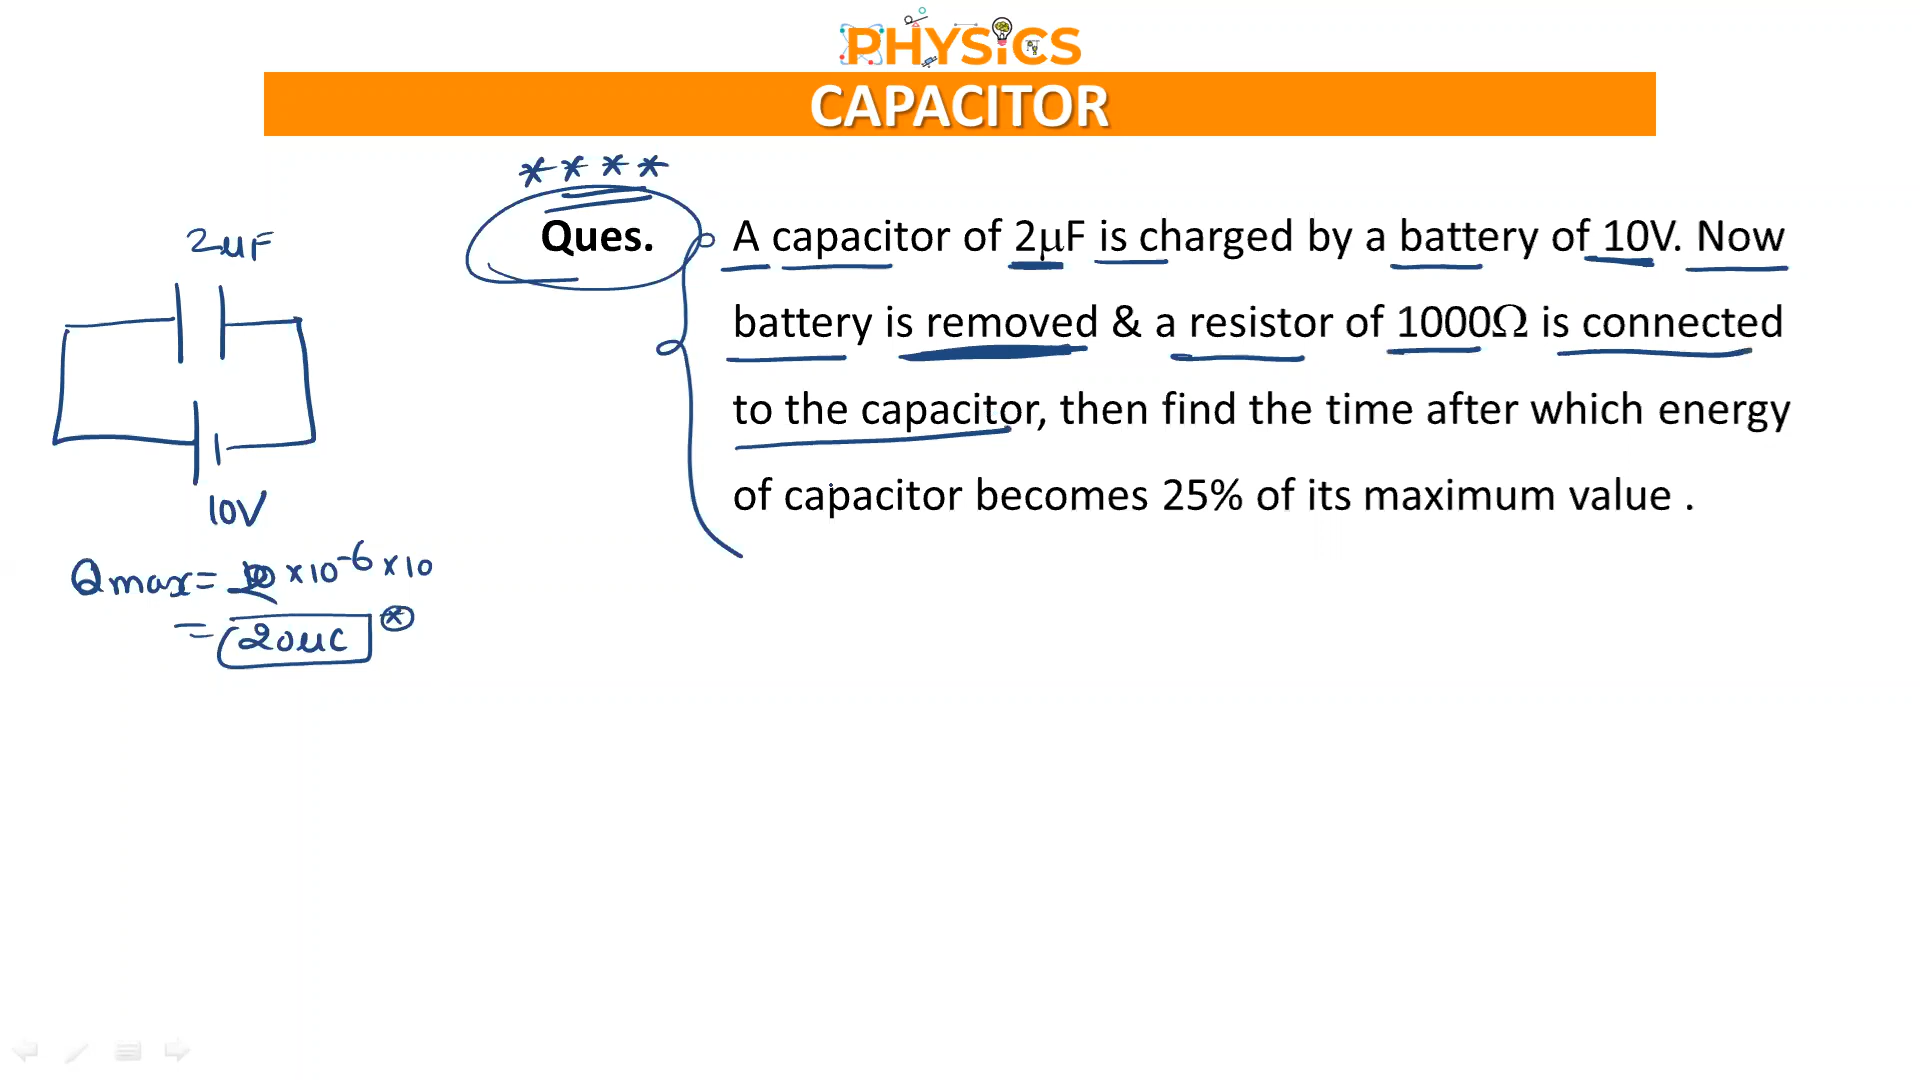 PHYSICS
CAPACITOR
****
Ques. A capacitor of 2μF is charged by a battery of 10V. Now
battery is removed & a resistor of 1000Ω is connected
to the capacitor, then find the time after which energy
of capacitor becomes 25% of its maximum value .
2μF
10V
Qmax = 2 × 10⁻⁶ × 10
= 20μC *